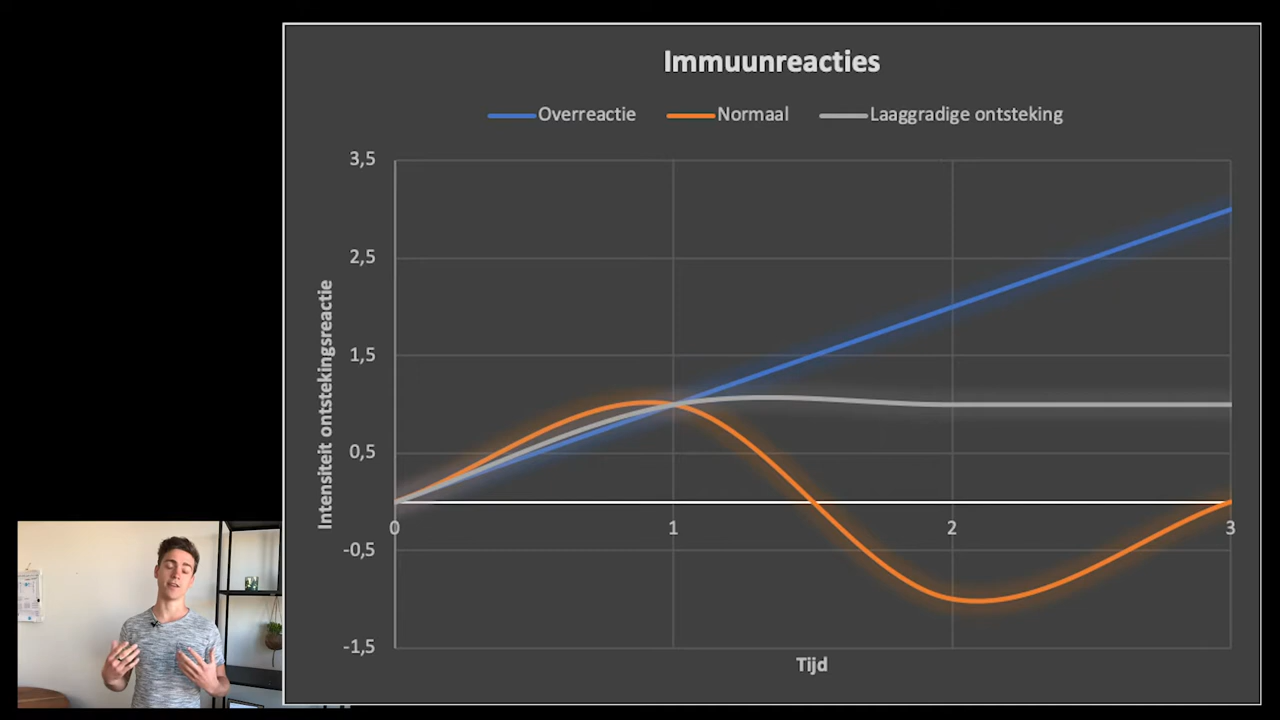 Immuunreacties
Overreactie Normaal Laaggradige ontsteking
3,5
2,5
1,5
0,5
-0,5
-1,5
Intensiteit ontstekingsreactie
0 1 2 3
Tijd